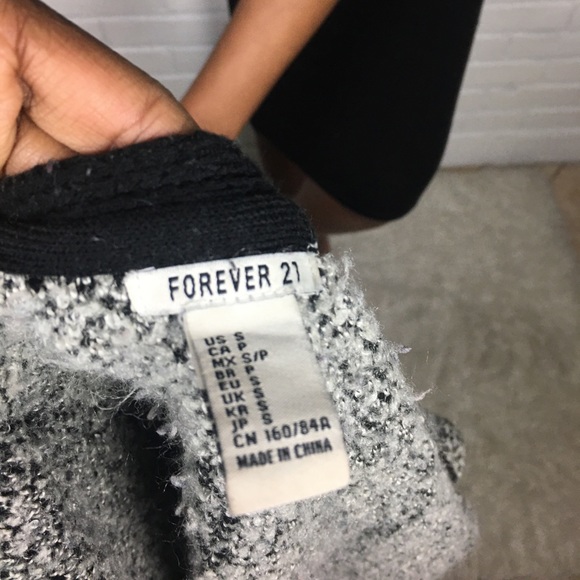 FOREVER 21
US S
CA P
MX S/P
BR P
EU S
UK S
KR S
JP S
CN 160/84A
MADE IN CHINA